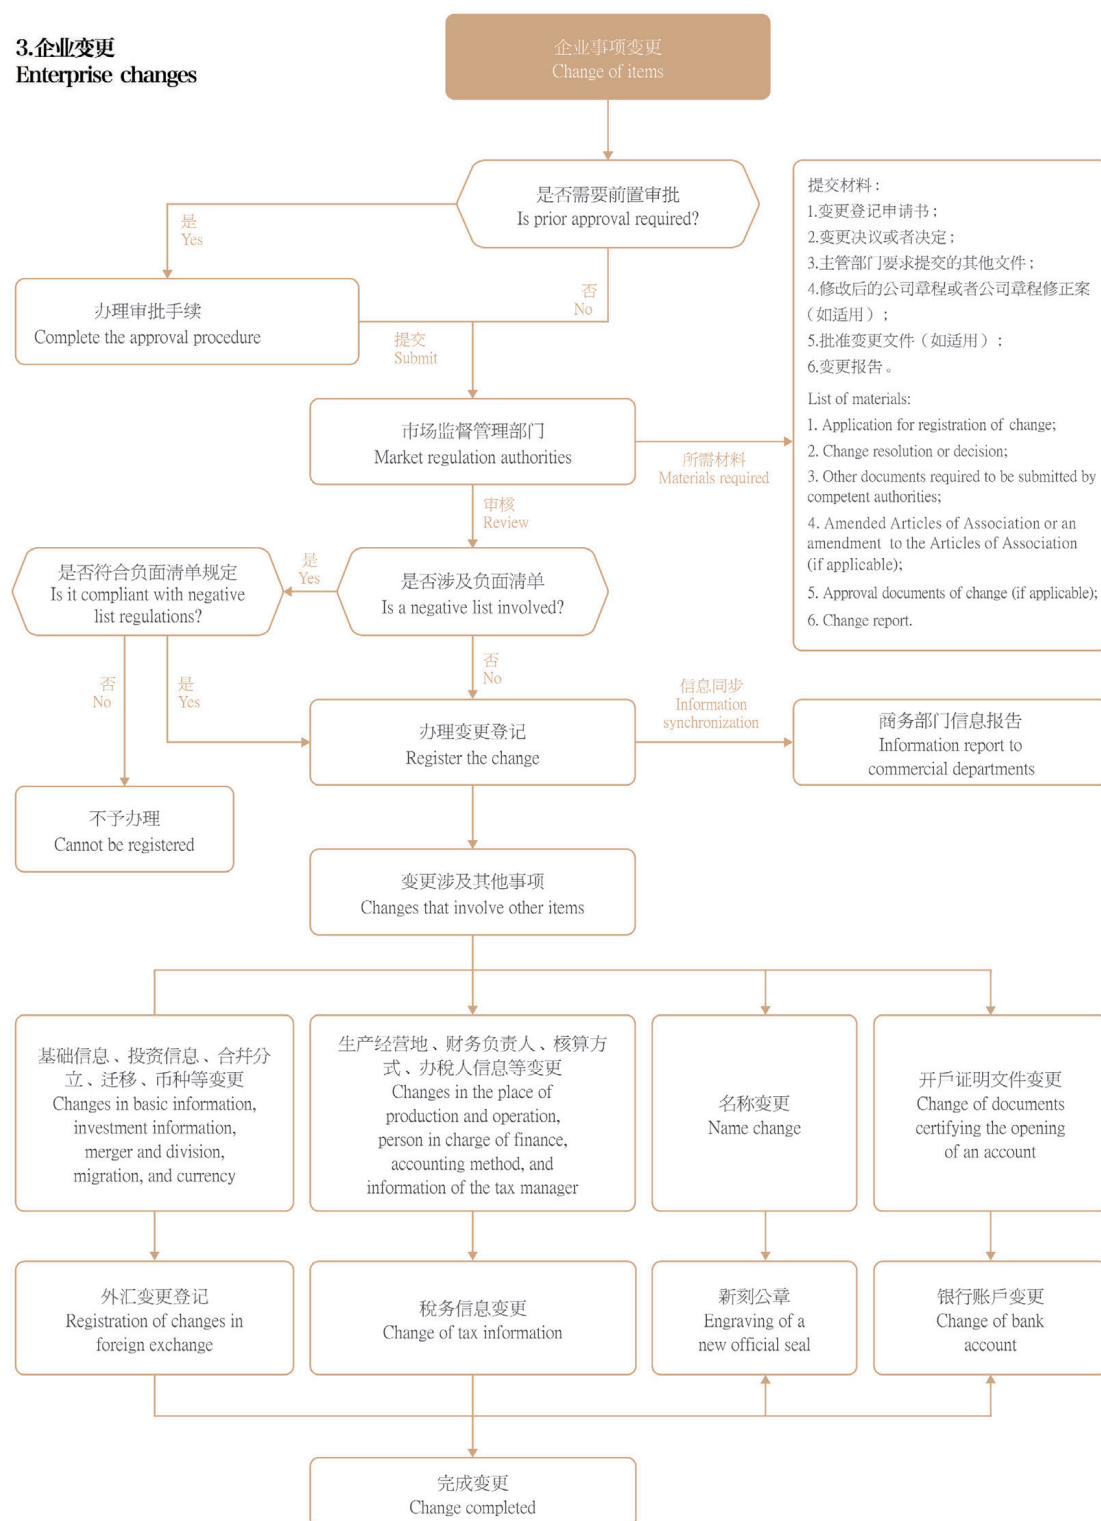 3.企业变更
Enterprise changes
企业事项变更
Change of items
是否需要前置审批
Is prior approval required?
是
Yes
否
No
办理审批手续
Complete the approval procedure
提交
Submit
市场监督管理部门
Market regulation authorities
所需材料
Materials required
提交材料：
1.变更登记申请书；
2.变更决议或者决定；
3.主管部门要求提交的其他文件；
4.修改后的公司章程或者公司章程修正案
（如适用）；
5.批准变更文件（如适用）；
6.变更报告。
List of materials:
1. Application for registration of change;
2. Change resolution or decision;
3. Other documents required to be submitted by
competent authorities;
4. Amended Articles of Association or an
amendment to the Articles of Association
(if applicable);
5. Approval documents of change (if applicable);
6. Change report.
审核
Review
是否符合负面清单规定
Is it compliant with negative
list regulations?
是
Yes
是否涉及负面清单
Is a negative list involved?
否
No
是
Yes
否
No
信息同步
Information
synchronization
办理变更登记
Register the change
商务部门信息报告
Information report to
commercial departments
不予办理
Cannot be registered
变更涉及其他事项
Changes that involve other items
基础信息、投资信息、合并分
立、迁移、币种等变更
Changes in basic information,
investment information,
merger and division,
migration, and currency
生产经营地、财务负责人、核算方
式、办税人信息等变更
Changes in the place of
production and operation,
person in charge of finance,
accounting method, and
information of the tax manager
名称变更
Name change
开戶证明文件变更
Change of documents
certifying the opening
of an account
外汇变更登记
Registration of changes in
foreign exchange
税务信息变更
Change of tax information
新刻公章
Engraving of a
new official seal
银行账戶变更
Change of bank
account
完成变更
Change completed